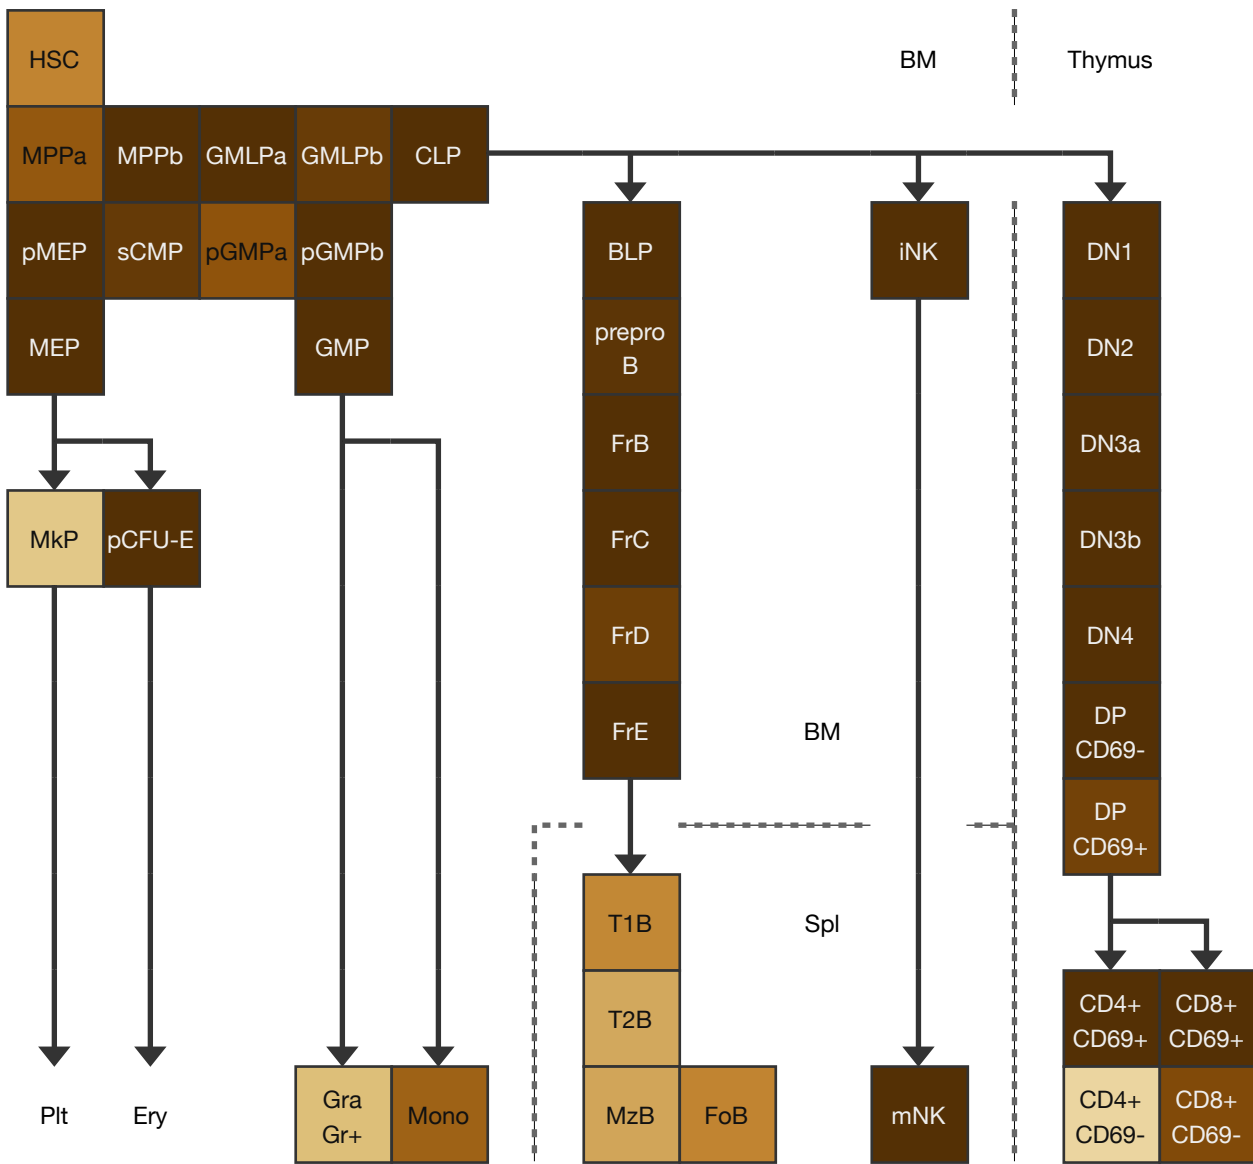 HSC
BM
Thymus
MPPa
MPPb
GMLPa
GMLPb
CLP
pMEP
sCMP
pGMPa
pGMPb
BLP
iNK
DN1
MEP
GMP
prepro
B
DN2
FrB
DN3a
MkP
pCFU-E
FrC
DN3b
FrD
DN4
FrE
BM
DP
CD69-
DP
CD69+
T1B
Spl
T2B
CD4+
CD69+
CD8+
CD69+
Plt
Ery
Gra
Gr+
Mono
MzB
FoB
mNK
CD4+
CD69-
CD8+
CD69-